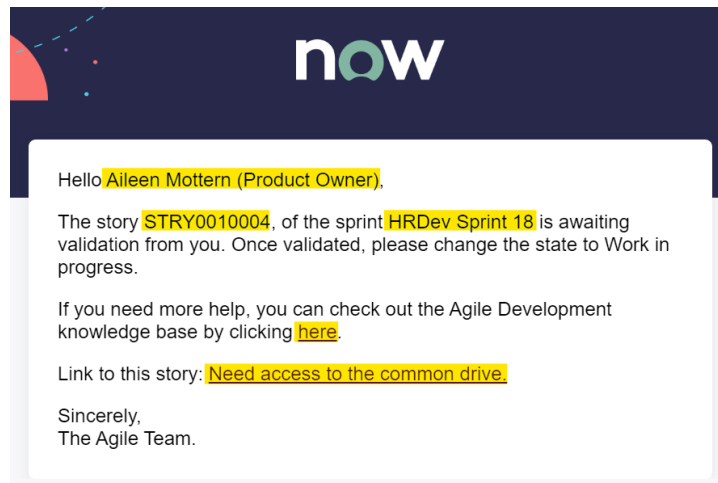 now
Hello Aileen Mottern (Product Owner),
The story STRY0010004, of the sprint HRDev Sprint 18 is awaiting
validation from you. Once validated, please change the state to Work in
progress.
If you need more help, you can check out the Agile Development
knowledge base by clicking here.
Link to this story: Need access to the common drive.
Sincerely,
The Agile Team.